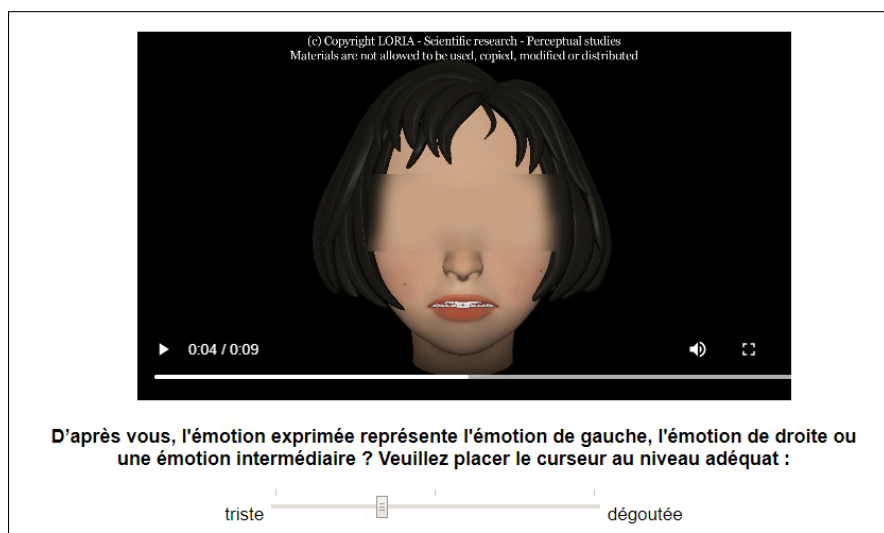 (c) Copyright LORIA - Scientific research - Perceptual studies
Materials are not allowed to be used, copied, modified or distributed
0:04 / 0:09
D’après vous, l'émotion exprimée représente l'émotion de gauche, l'émotion de droite ou
une émotion intermédiaire ? Veuillez placer le curseur au niveau adéquat :
triste dégoutée